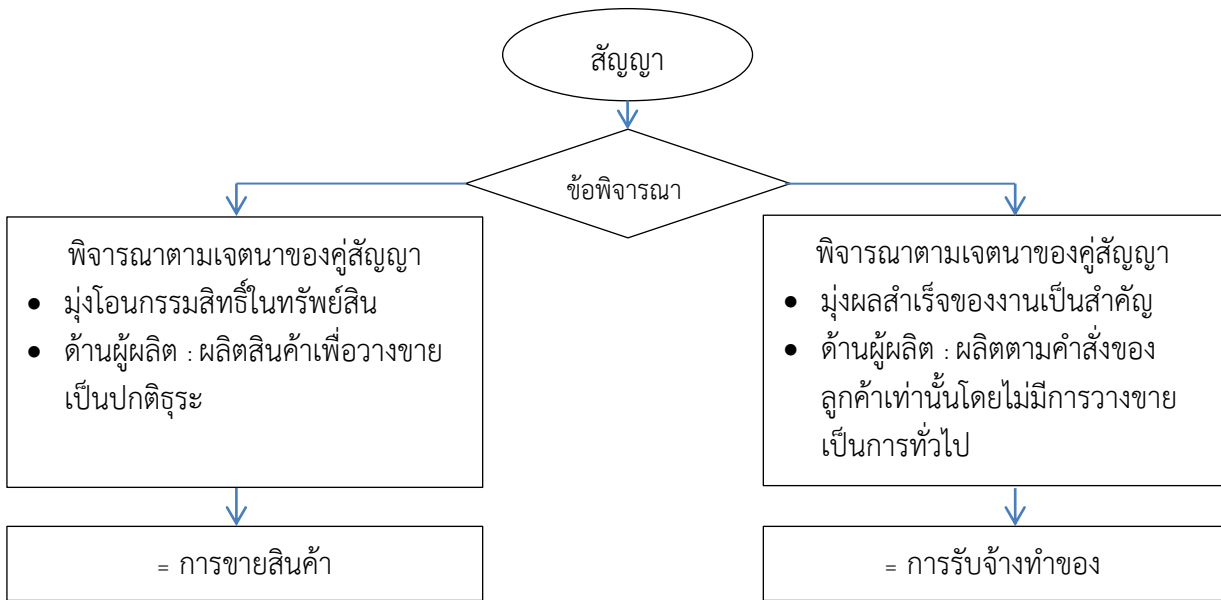 สัญญา
ข้อพิจารณา
พิจารณาตามเจตนาของคู่สัญญา
• มุ่งโอนกรรมสิทธิ์ในทรัพย์สิน
• ด้านผู้ผลิต : ผลิตสินค้าเพื่อวางขาย
เป็นปกติธุระ
= การขายสินค้า
พิจารณาตามเจตนาของคู่สัญญา
• มุ่งผลสำเร็จของงานเป็นสำคัญ
• ด้านผู้ผลิต : ผลิตตามคำสั่งของ
ลูกค้าเท่านั้นโดยไม่มีการวางขาย
เป็นการทั่วไป
= การรับจ้างทำของ